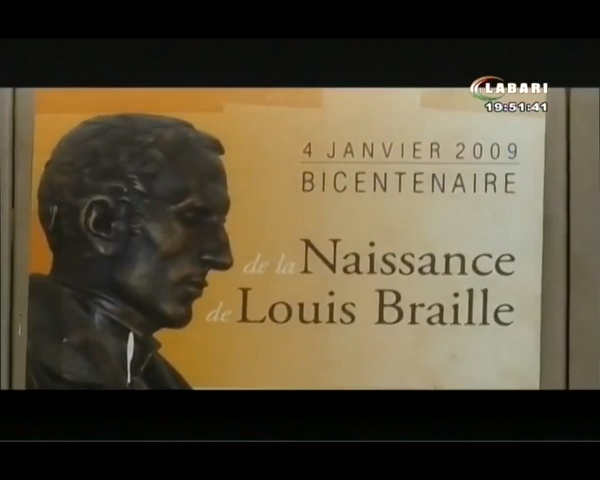 LABARI
19:51:41
4 JANVIER 2009
BICENTENAIRE
de la Naissance
de Louis Braille